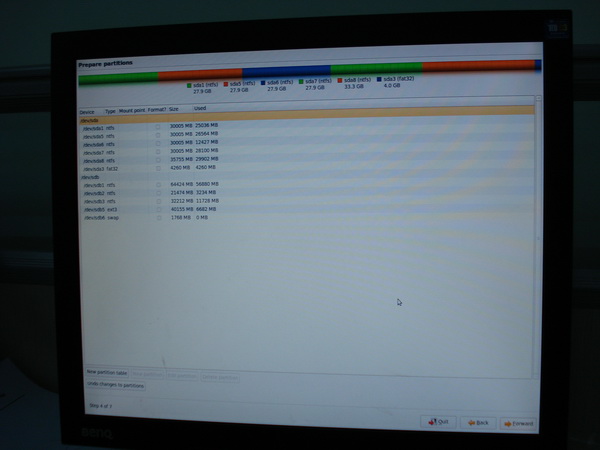 Prepare partitions
sda1 (ntfs) sda5 (ntfs) sda6 (ntfs) sda7 (ntfs) sda8 (ntfs) sda3 (fat32)
27.9 GB 27.9 GB 27.9 GB 27.9 GB 33.3 GB 4.0 GB
Device Type Mount point Format? Size Used
/dev/sda
/dev/sda1 ntfs 30005 MB 25036 MB
/dev/sda5 ntfs 30005 MB 28564 MB
/dev/sda6 ntfs 30005 MB 12427 MB
/dev/sda7 ntfs 30005 MB 28100 MB
/dev/sda8 ntfs 35755 MB 29902 MB
/dev/sda3 fat32 4260 MB 4260 MB
/dev/sdb
/dev/sdb1 ntfs 64424 MB 56880 MB
/dev/sdb2 ntfs 21474 MB 3234 MB
/dev/sdb3 ntfs 32212 MB 11728 MB
/dev/sdb5 ext3 40155 MB 6682 MB
/dev/sdb6 swap 1768 MB 0 MB
New partition table New partition Edit partition Delete partition
Undo changes to partitions
Step 4 of 7
Quit Back Forward
BenQ